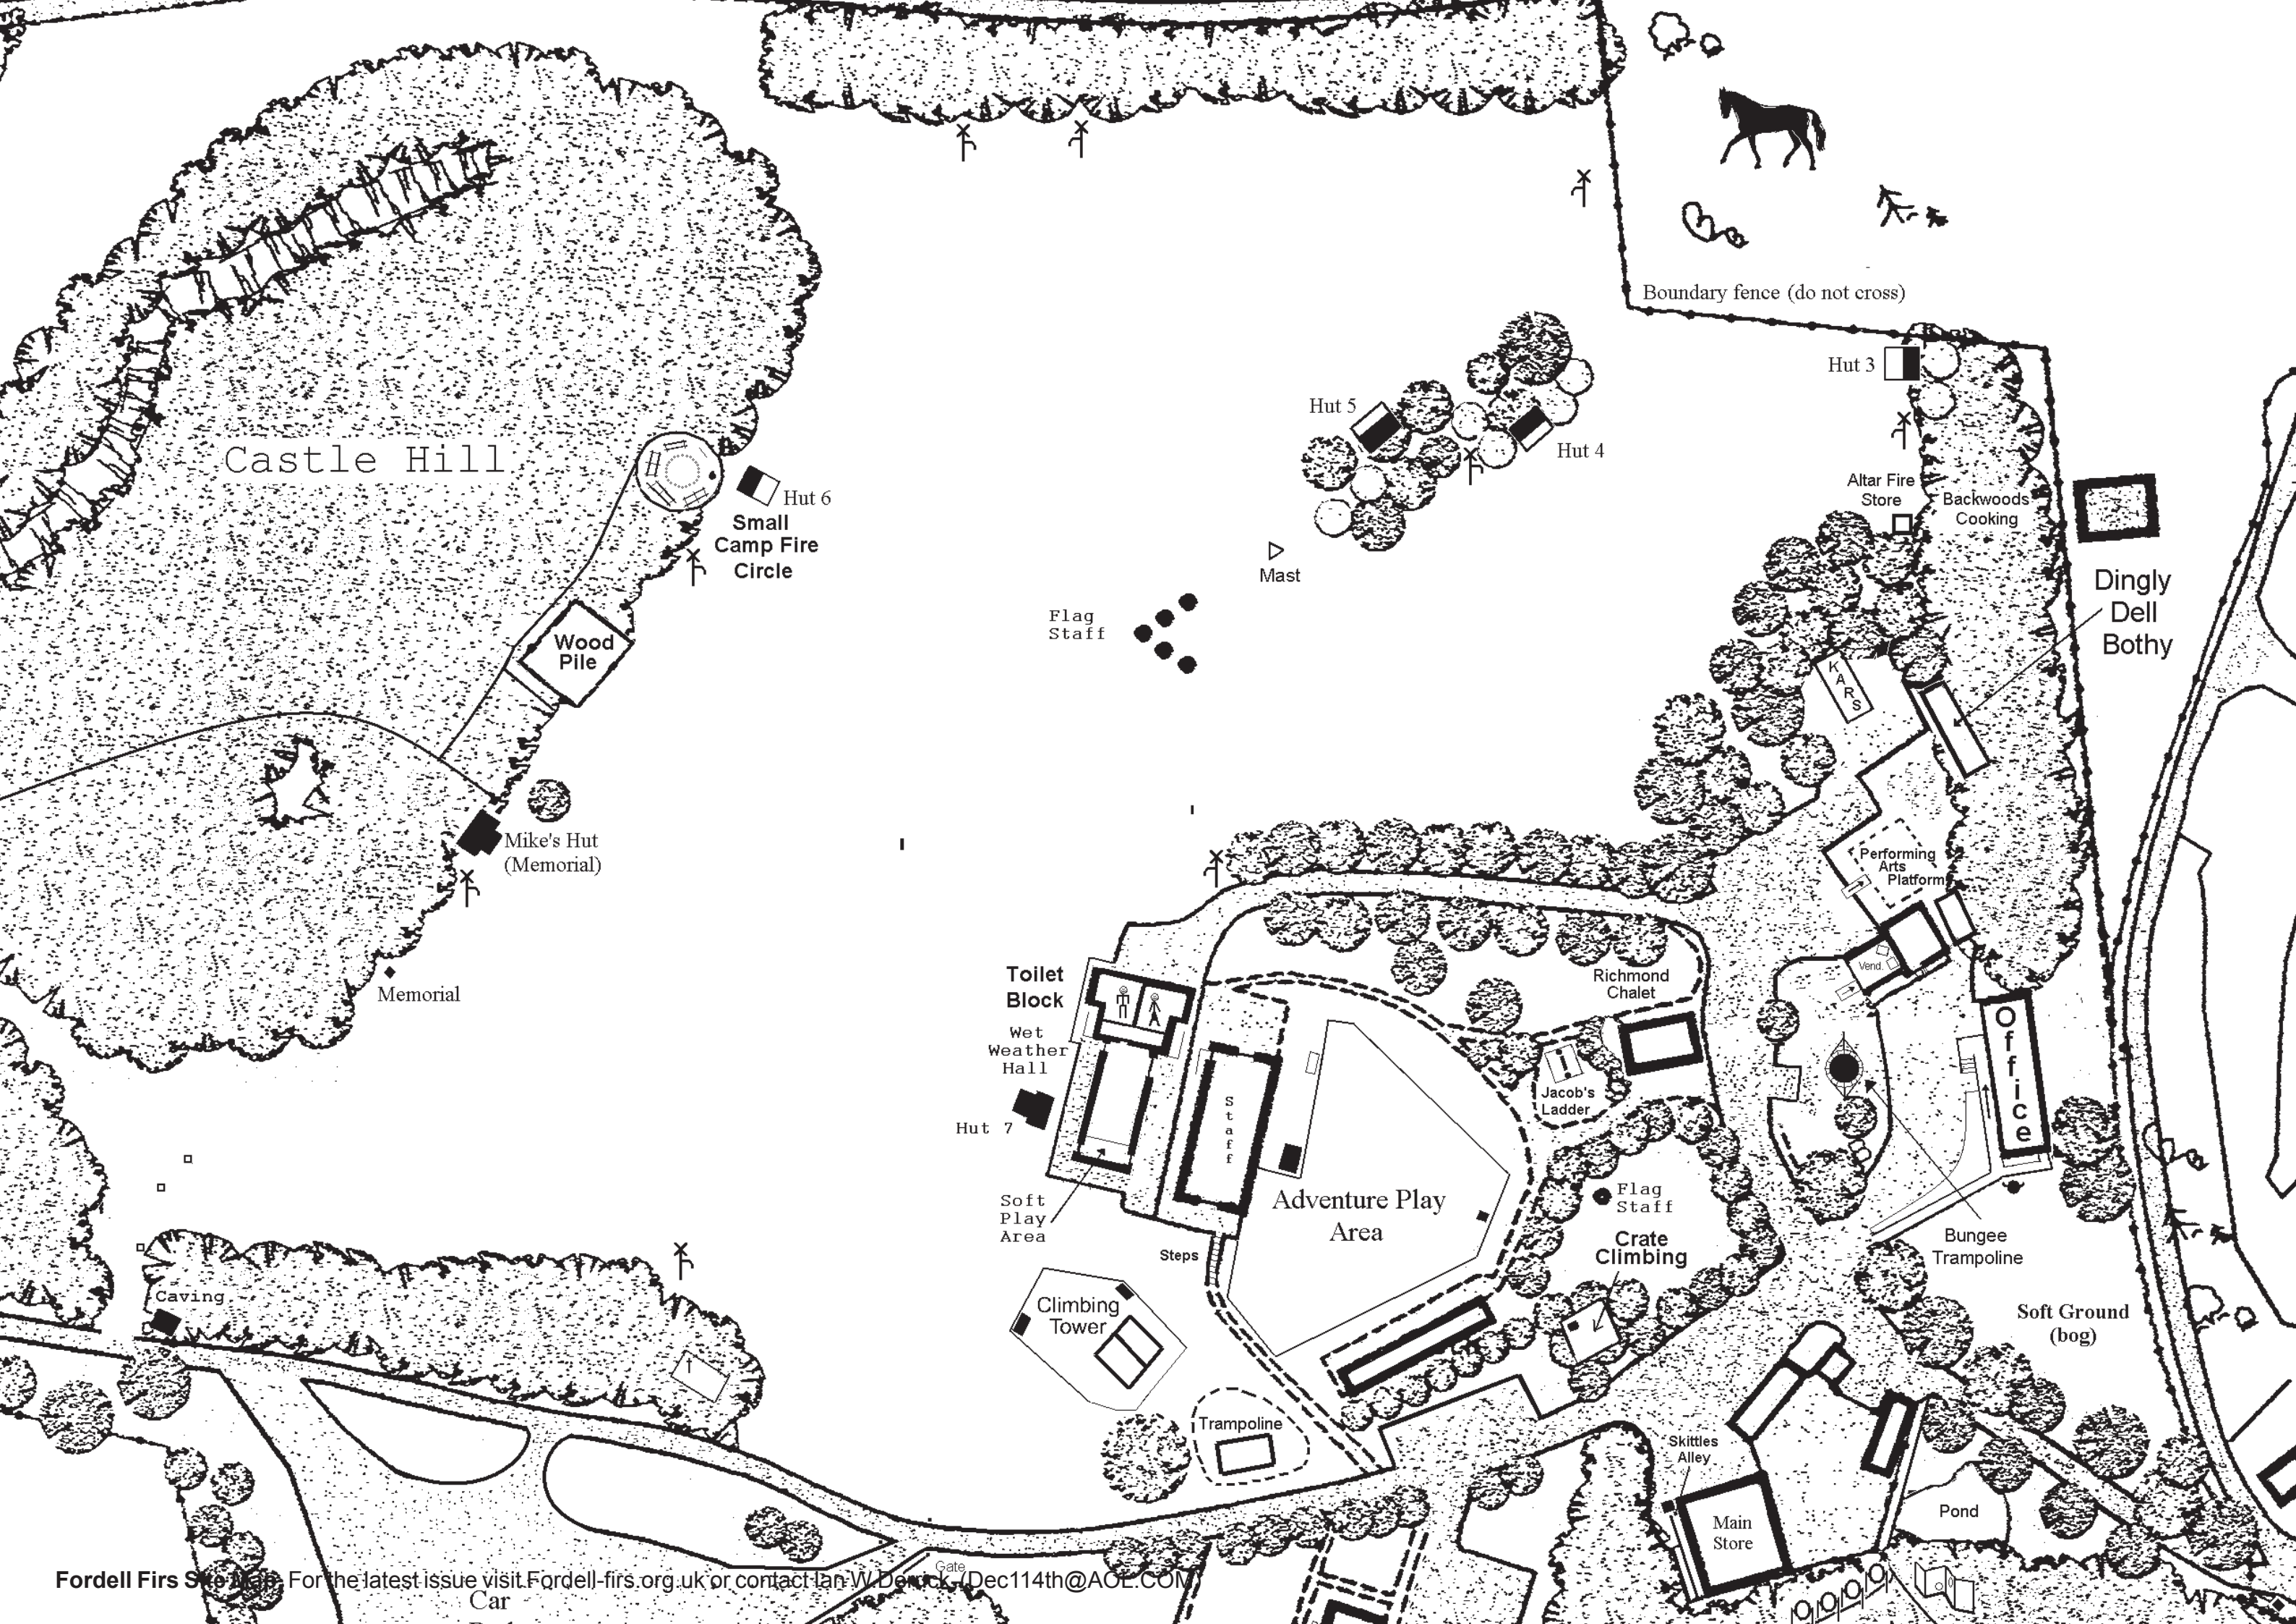 Boundary fence (do not cross)
Hut 3
Hut 5
Hut 4
Castle Hill
Hut 6
Small
Camp Fire
Circle
Altar Fire
Store
Backwoods
Cooking
Mast
Dingly
Dell
Bothy
Flag
Staff
Wood
Pile
KARS
Mike's Hut
(Memorial)
Performing
Arts
Platform
Memorial
Toilet
Block
Wet
Weather
Hall
Richmond
Chalet
Vend.
Office
Jacob's
Ladder
Staff
Hut 7
Soft
Play
Area
Adventure Play
Area
Flag
Staff
Steps
Crate
Climbing
Bungee
Trampoline
Caving
Climbing
Tower
Soft Ground
(bog)
Trampoline
Skittles
Alley
Main
Store
Pond
Gate
Fordell Firs Site Map. For the latest issue visit Fordell-firs.org.uk or contact Ian W Derrick (Dec114th@AOL.COM)
Car